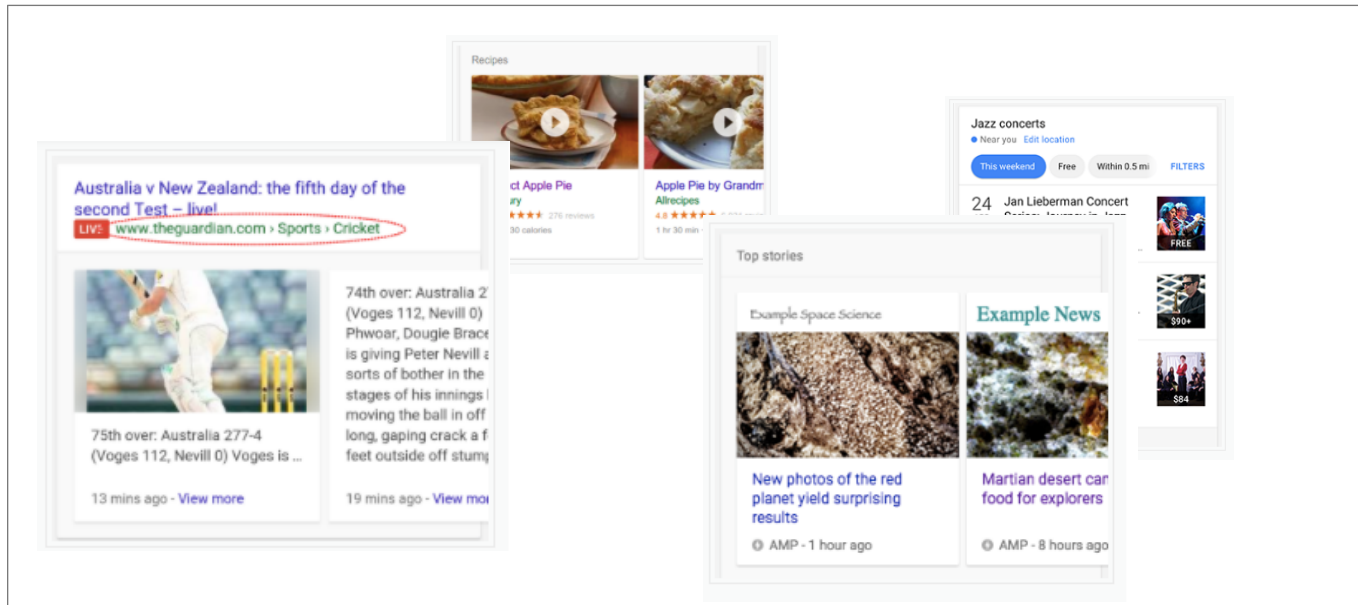 Recipes
ct Apple Pie
ury
276 reviews
30 calories
Apple Pie by Grandm
Allrecipes
4.8
1 hr 30 min
Jazz concerts
Near you Edit location
This weekend Free Within 0.5 mi FILTERS
24 Jan Lieberman Concert
FREE
$90+
$84
Australia v New Zealand: the fifth day of the
second Test – live!
LIVE www.theguardian.com › Sports › Cricket
75th over: Australia 277-4
(Voges 112, Nevill 0) Voges is ...
13 mins ago - View more
74th over: Australia 2
(Voges 112, Nevill 0)
Phwoar, Dougie Brace
is giving Peter Nevill a
sorts of bother in the
stages of his innings
moving the ball in off
long, gaping crack a f
feet outside off stump
19 mins ago - View mo
Top stories
Example Space Science
New photos of the red
planet yield surprising
results
AMP - 1 hour ago
Example News
Martian desert can
food for explorers
AMP - 8 hours ago